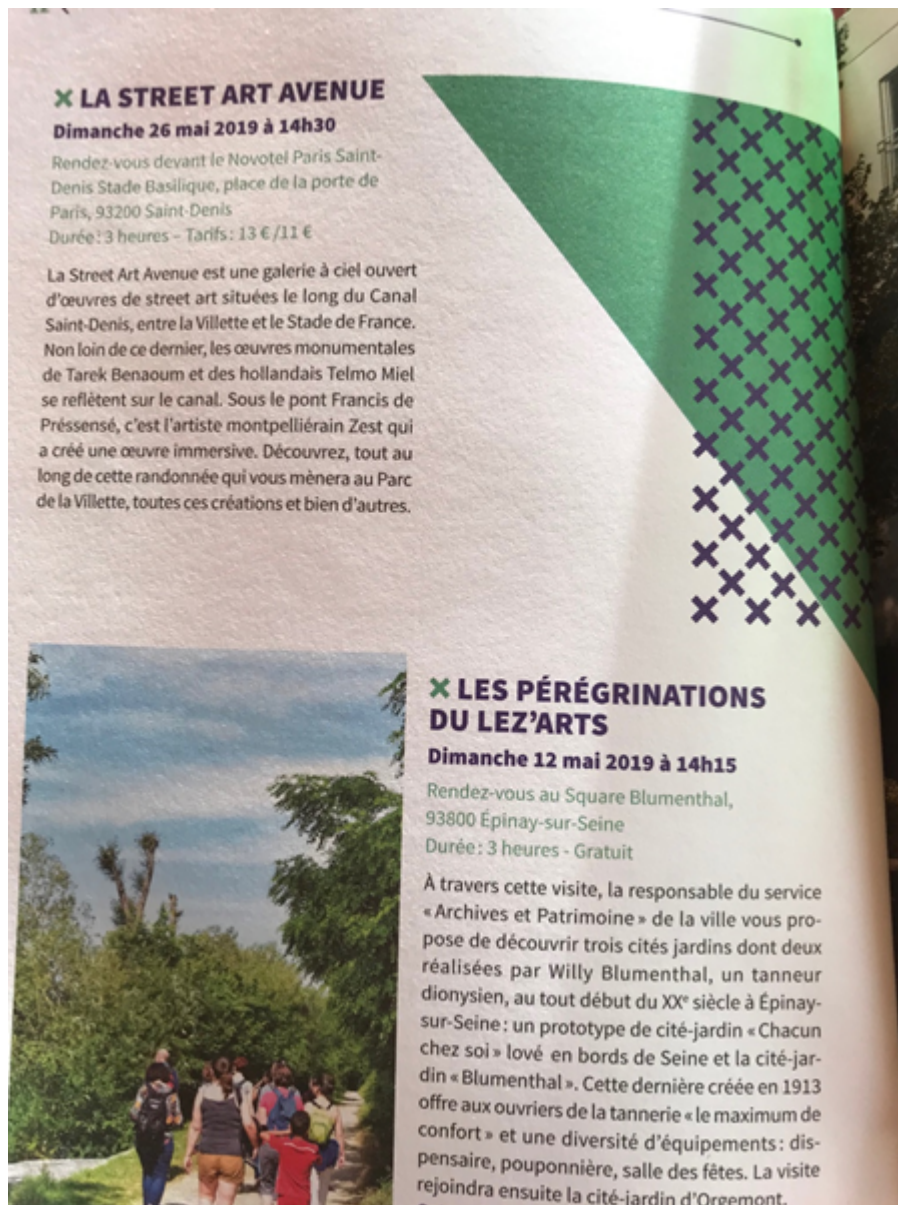 LA STREET ART AVENUE
Dimanche 26 mai 2019 à 14h30
Rendez-vous devant le Novotel Paris Saint-
Denis Stade Basilique, place de la porte de
Paris, 93200 Saint-Denis
Durée : 3 heures – Tarifs : 13 € /11 €
La Street Art Avenue est une galerie à ciel ouvert
d'œuvres de street art situées le long du Canal
Saint-Denis, entre la Villette et le Stade de France.
Non loin de ce dernier, les œuvres monumentales
de Tarek Benaoum et des hollandais Telmo Miel
se reflètent sur le canal. Sous le pont Francis de
Préssensé, c'est l'artiste montpelliérain Zest qui
a créé une œuvre immersive. Découvrez, tout au
long de cette randonnée qui vous mènera au Parc
de la Villette, toutes ces créations et bien d'autres.
LES PÉRÉGRINATIONS
DU LEZ'ARTS
Dimanche 12 mai 2019 à 14h15
Rendez-vous au Square Blumenthal,
93800 Épinay-sur-Seine
Durée : 3 heures - Gratuit
À travers cette visite, la responsable du service
« Archives et Patrimoine » de la ville vous pro-
pose de découvrir trois cités jardins dont deux
réalisées par Willy Blumenthal, un tanneur
dionysien, au tout début du XXe siècle à Épinay-
sur-Seine : un prototype de cité-jardin « Chacun
chez soi » lové en bords de Seine et la cité-jar-
din « Blumenthal ». Cette dernière créée en 1913
offre aux ouvriers de la tannerie « le maximum de
confort » et une diversité d'équipements : dis-
pensaire, pouponnière, salle des fêtes. La visite
rejoindra ensuite la cité-jardin d'Orgemont.